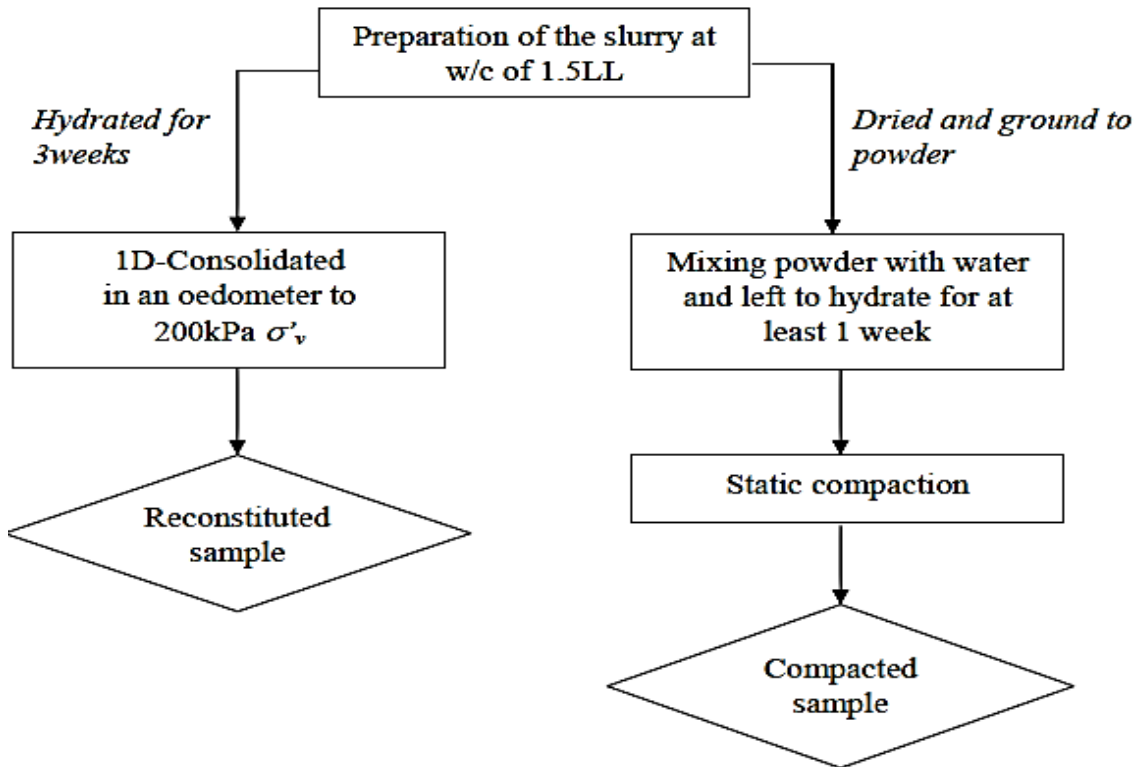 Preparation of the slurry at
w/c of 1.5LL
Hydrated for
3weeks
Dried and ground to
powder
1D-Consolidated
in an oedometer to
200kPa σ'v
Mixing powder with water
and left to hydrate for at
least 1 week
Static compaction
Reconstituted
sample
Compacted
sample